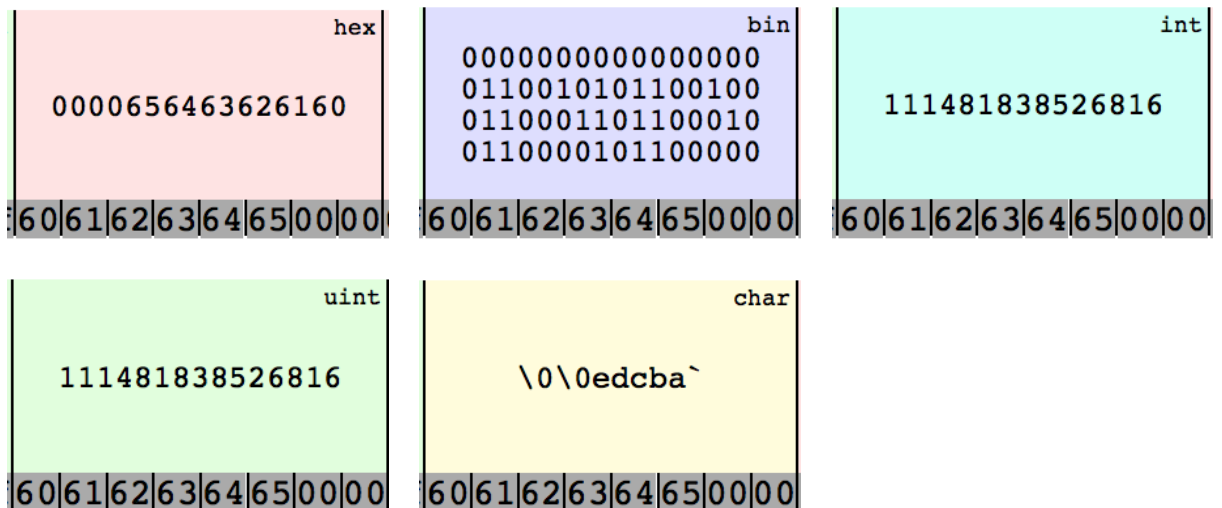 hex
0000656463626160
60 61 62 63 64 65 00 00
bin
0000000000000000
0110010101100100
0110001101100010
0110000101100000
60 61 62 63 64 65 00 00
int
111481838526816
60 61 62 63 64 65 00 00
uint
111481838526816
60 61 62 63 64 65 00 00
char
\0\0edcba`
60 61 62 63 64 65 00 00